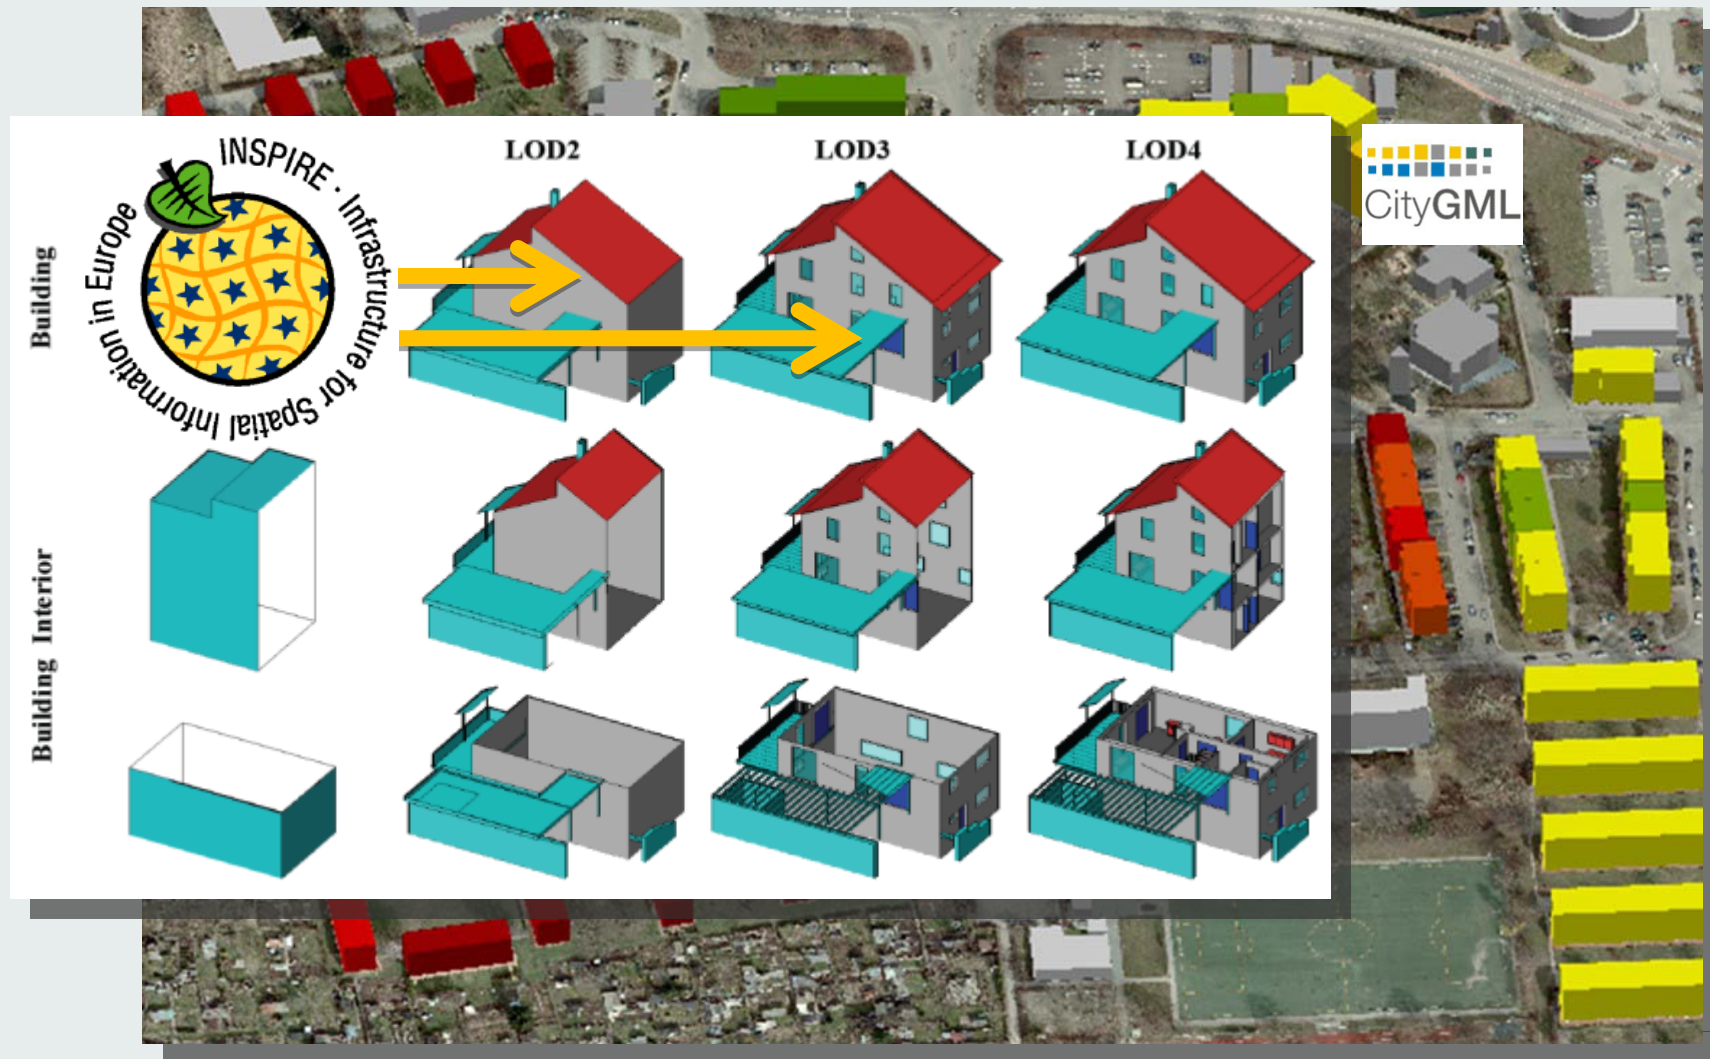 LOD2 LOD3 LOD4
INSPIRE · Infrastructure for Spatial Information in Europe
CityGML
Building
Building Interior